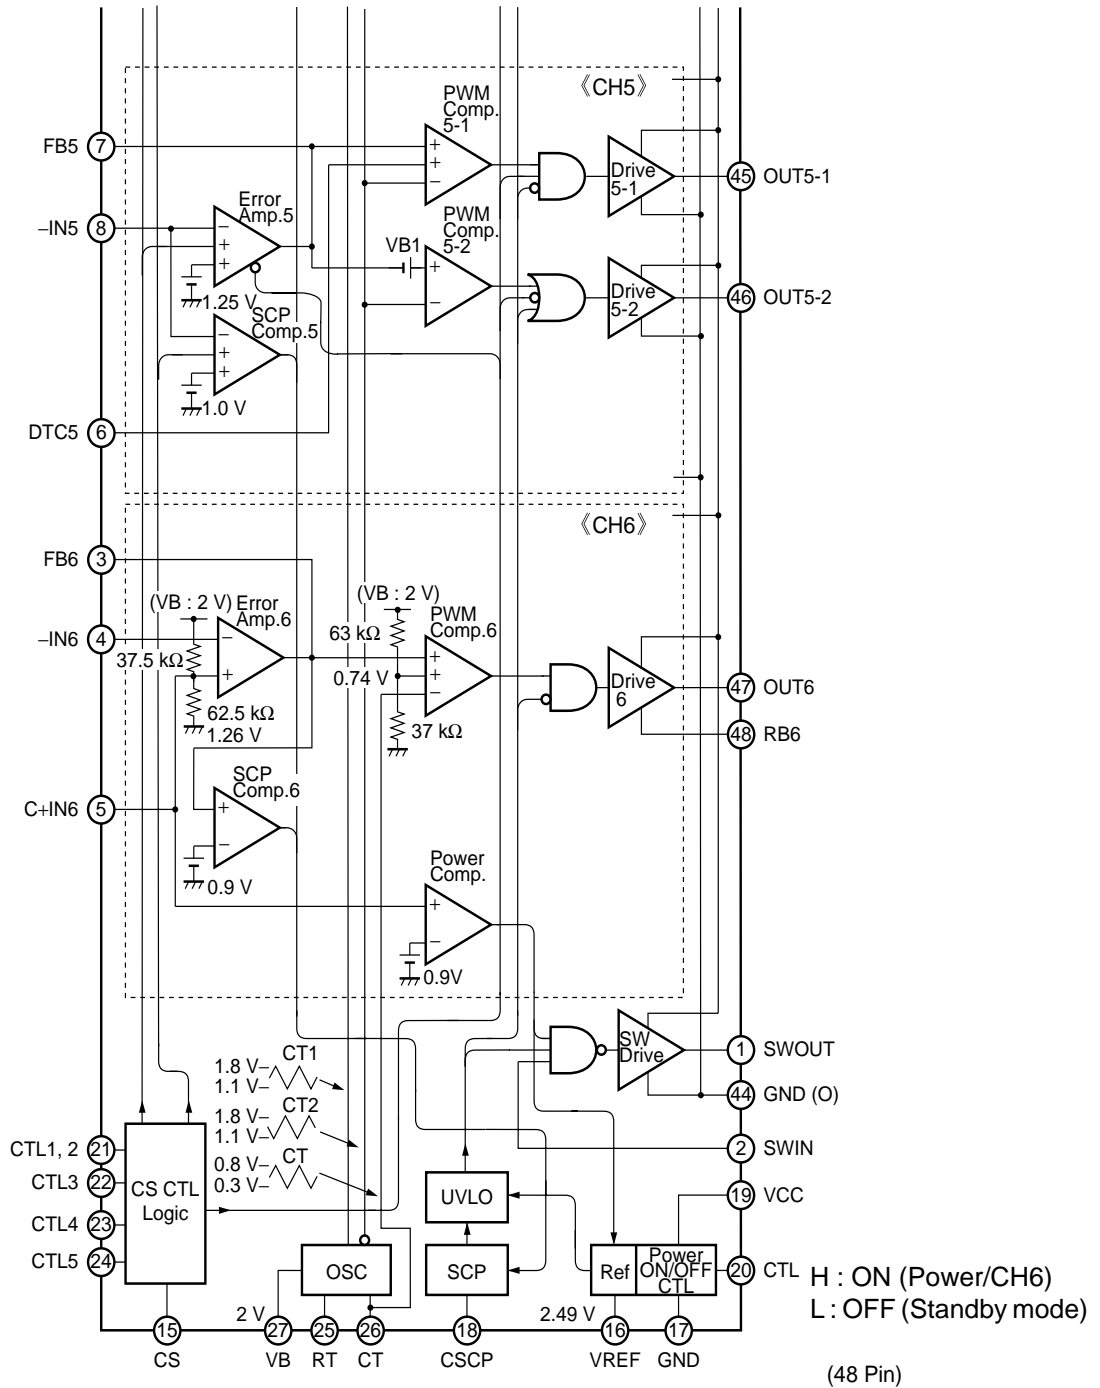 《CH5》
PWM
Comp.
5-1
FB5
7
+
+
−
Drive
5-1
45
OUT5-1
−IN5
8
Error
Amp.5
−
+
+
1.25 V
VB1
PWM
Comp.
5-2
+
−
Drive
5-2
46
OUT5-2
SCP
Comp.5
−
+
+
1.0 V
DTC5
6
《CH6》
FB6
3
(VB : 2 V)
Error
Amp.6
−IN6
4
37.5 kΩ
−
+
62.5 kΩ
1.26 V
(VB : 2 V)
63 kΩ
0.74 V
37 kΩ
PWM
Comp.6
+
+
−
Drive
6
47
OUT6
48
RB6
C+IN6
5
SCP
Comp.6
+
−
0.9 V
Power
Comp.
+
−
0.9V
SW
Drive
1
SWOUT
44
GND (O)
2
SWIN
1.8 V−
1.1 V−
CT1
1.8 V−
1.1 V−
CT2
0.8 V−
0.3 V−
CT
CTL1, 2
21
CTL3
22
CTL4
23
CTL5
24
CS CTL
Logic
OSC
UVLO
SCP
Ref
Power
ON/OFF
CTL
19
VCC
20
CTL
H : ON (Power/CH6)
L : OFF (Standby mode)
15
CS
2 V
27
VB
25
RT
26
CT
18
CSCP
2.49 V
16
VREF
17
GND
(48 Pin)